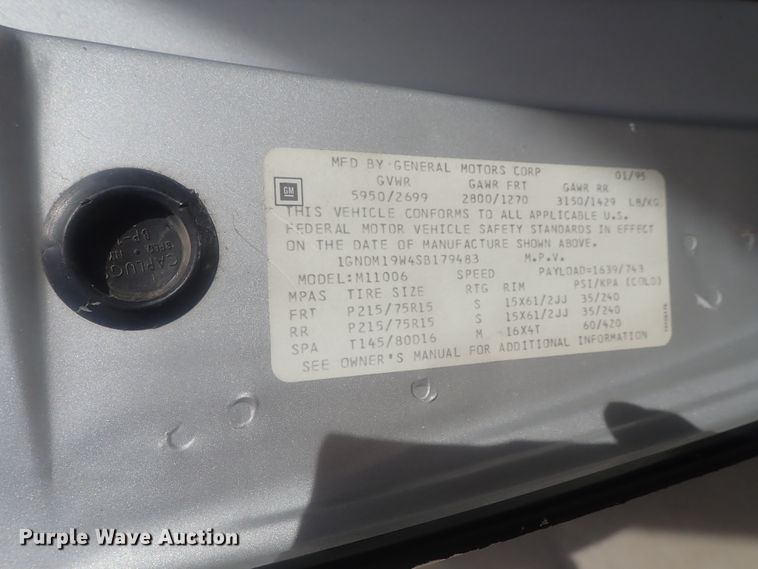 MFD BY GENERAL MOTORS CORP 01/95
GVWR GAWR FRT GAWR RR
GM
5950/2699 2800/1270 3150/1429 LB/KG
THIS VEHICLE CONFORMS TO ALL APPLICABLE U.S.
FEDERAL MOTOR VEHICLE SAFETY STANDARDS IN EFFECT
ON THE DATE OF MANUFACTURE SHOWN ABOVE.
1GNDM19W4SB179483 M.P.V.
MODEL:M11006 SPEED PAYLOAD=1639/743
MPAS TIRE SIZE RTG RIM PSI/KPA (COLD)
FRT P215/75R15 S 15X61/2JJ 35/240
RR P215/75R15 S 15X61/2JJ 35/240
SPA T145/80D16 M 16X4T 60/420
SEE OWNER'S MANUAL FOR ADDITIONAL INFORMATION
CAPLUG
Purple Wave Auction